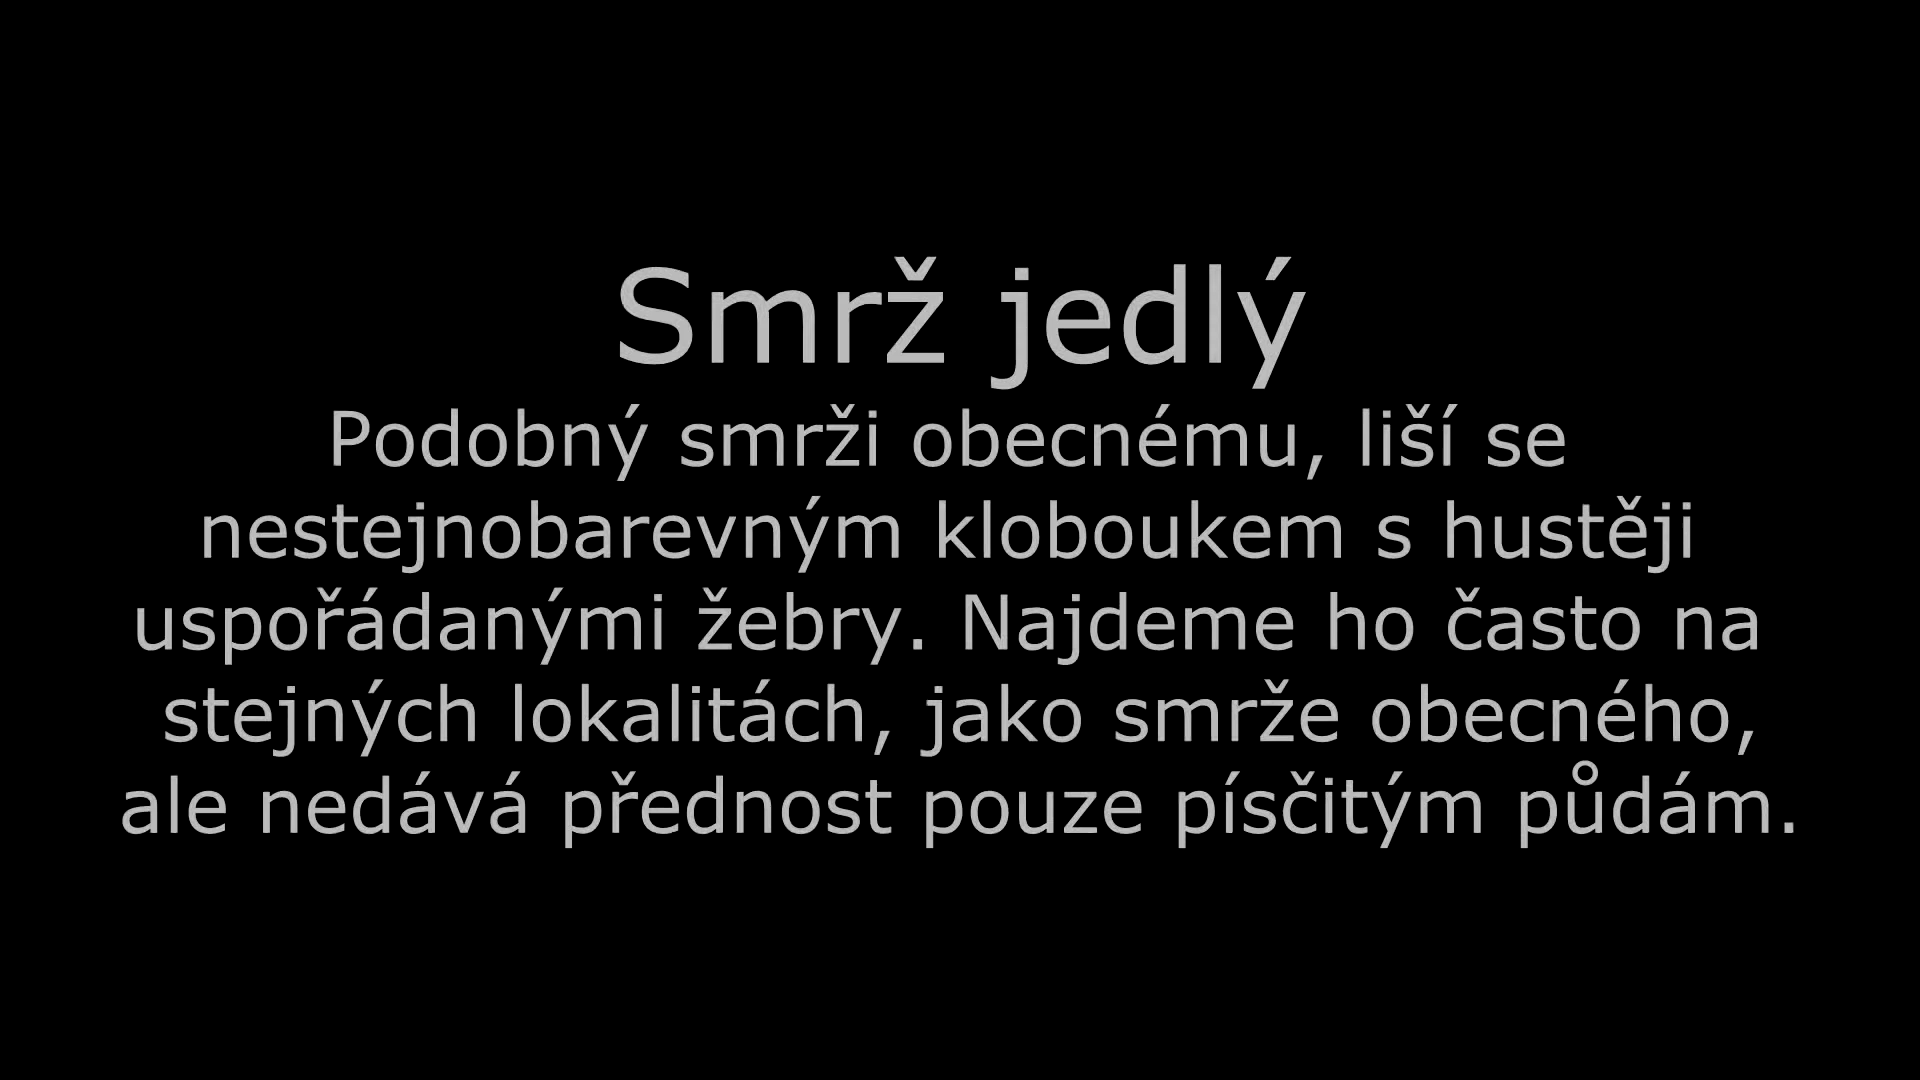 Smrž jedlý
Podobný smrži obecnému, liší se
nestejnobarevným kloboukem s hustěji
uspořádanými žebry. Najdeme ho často na
stejných lokalitách, jako smrže obecného,
ale nedává přednost pouze písčitým půdám.